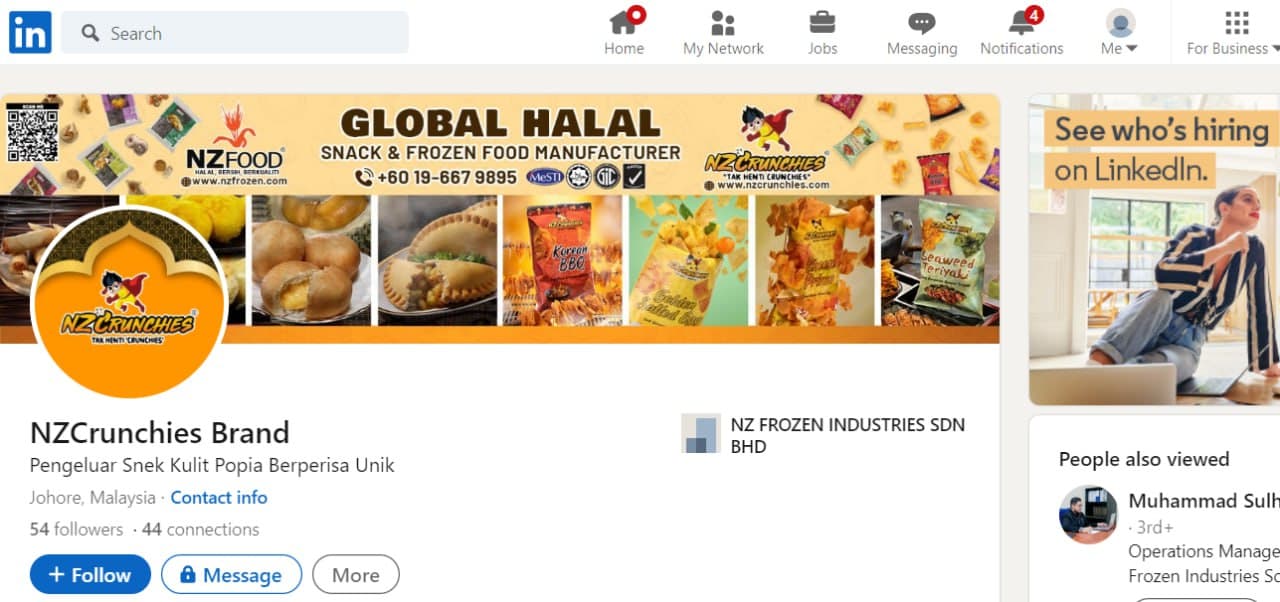 in
Search
Home
My Network
Jobs
Messaging
4
Notifications
Me
For Business
SCAN ME
NZFOOD®
HALAL, BERSIH, BERKUALITI
www.nzfrozen.com
GLOBAL HALAL
SNACK & FROZEN FOOD MANUFACTURER
+60 19-667 9895
MeSTI
NZCRUNCHIES®
"TAK HENTI CRUNCHIES"
www.nzcrunchies.com
NZCRUNCHIES
Korean
BBQ
Golden
Salted Egg
Seaweed
Teriyaki
NZCRUNCHIES®
TAK HENTI 'CRUNCHIES'
See who's hiring
on LinkedIn.
NZCrunchies Brand
Pengeluar Snek Kulit Popia Berperisa Unik
Johore, Malaysia · Contact info
54 followers · 44 connections
+ Follow
Message
More
NZ FROZEN INDUSTRIES SDN
BHD
People also viewed
Muhammad Sulh
· 3rd+
Operations Manage
Frozen Industries Sd